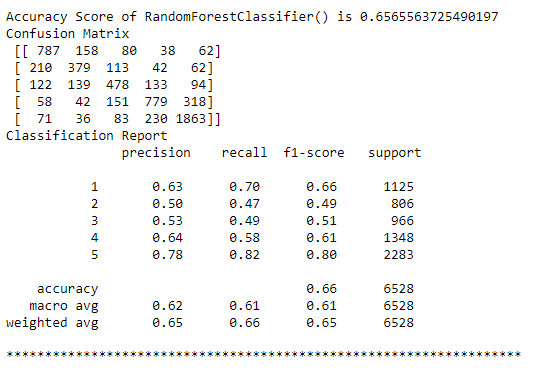 Accuracy Score of RandomForestClassifier() is 0.6565563725490197
Confusion Matrix
[[ 787 158 80 38 62]
[ 210 379 113 42 62]
[ 122 139 478 133 94]
[ 58 42 151 779 318]
[ 71 36 83 230 1863]]
Classification Report
precision recall f1-score support
1 0.63 0.70 0.66 1125
2 0.50 0.47 0.49 806
3 0.53 0.49 0.51 966
4 0.64 0.58 0.61 1348
5 0.78 0.82 0.80 2283
accuracy 0.66 6528
macro avg 0.62 0.61 0.61 6528
weighted avg 0.65 0.66 0.65 6528
*******************************************************************